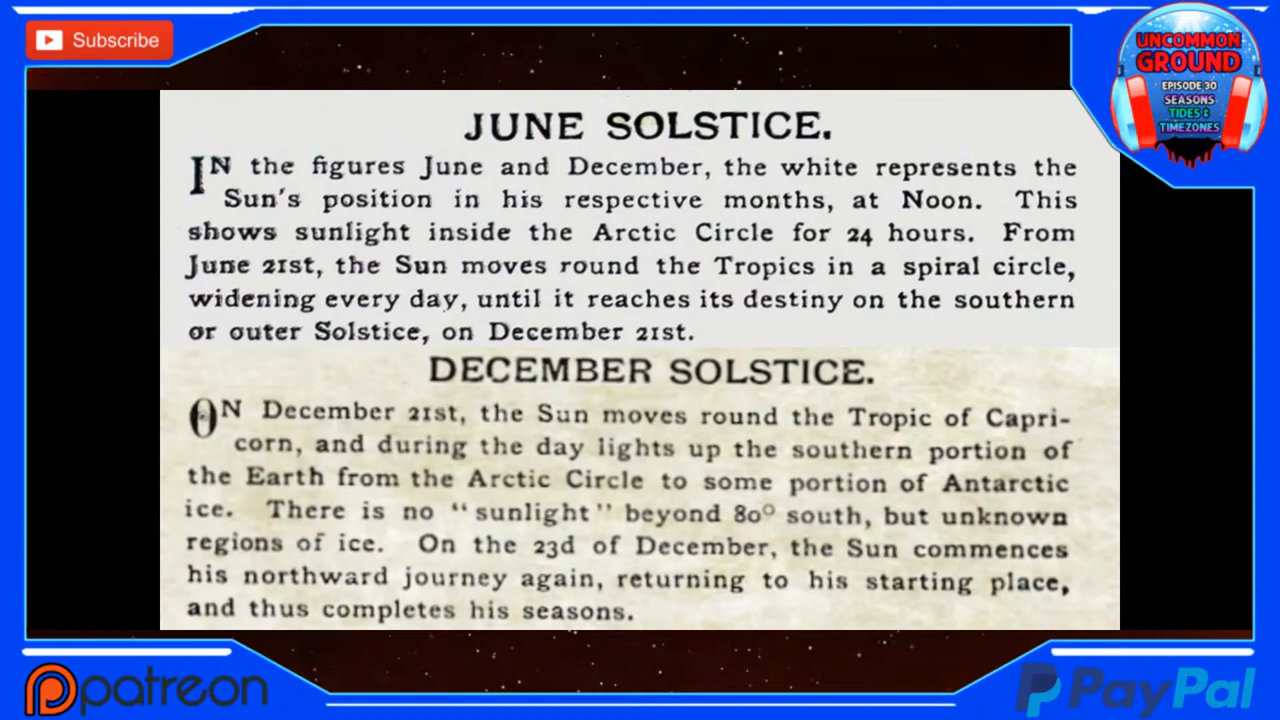 Subscribe
UNCOMMON
GROUND
EPISODE 30
SEASONS
TIDES &
TIMEZONES
JUNE SOLSTICE.
IN the figures June and December, the white represents the
Sun's position in his respective months, at Noon. This
shows sunlight inside the Arctic Circle for 24 hours. From
June 21st, the Sun moves round the Tropics in a spiral circle,
widening every day, until it reaches its destiny on the southern
or outer Solstice, on December 21st.
DECEMBER SOLSTICE.
ON December 21st, the Sun moves round the Tropic of Capri-
corn, and during the day lights up the southern portion of
the Earth from the Arctic Circle to some portion of Antarctic
ice. There is no "sunlight" beyond 80° south, but unknown
regions of ice. On the 23d of December, the Sun commences
his northward journey again, returning to his starting place,
and thus completes his seasons.
patreon
PayPal